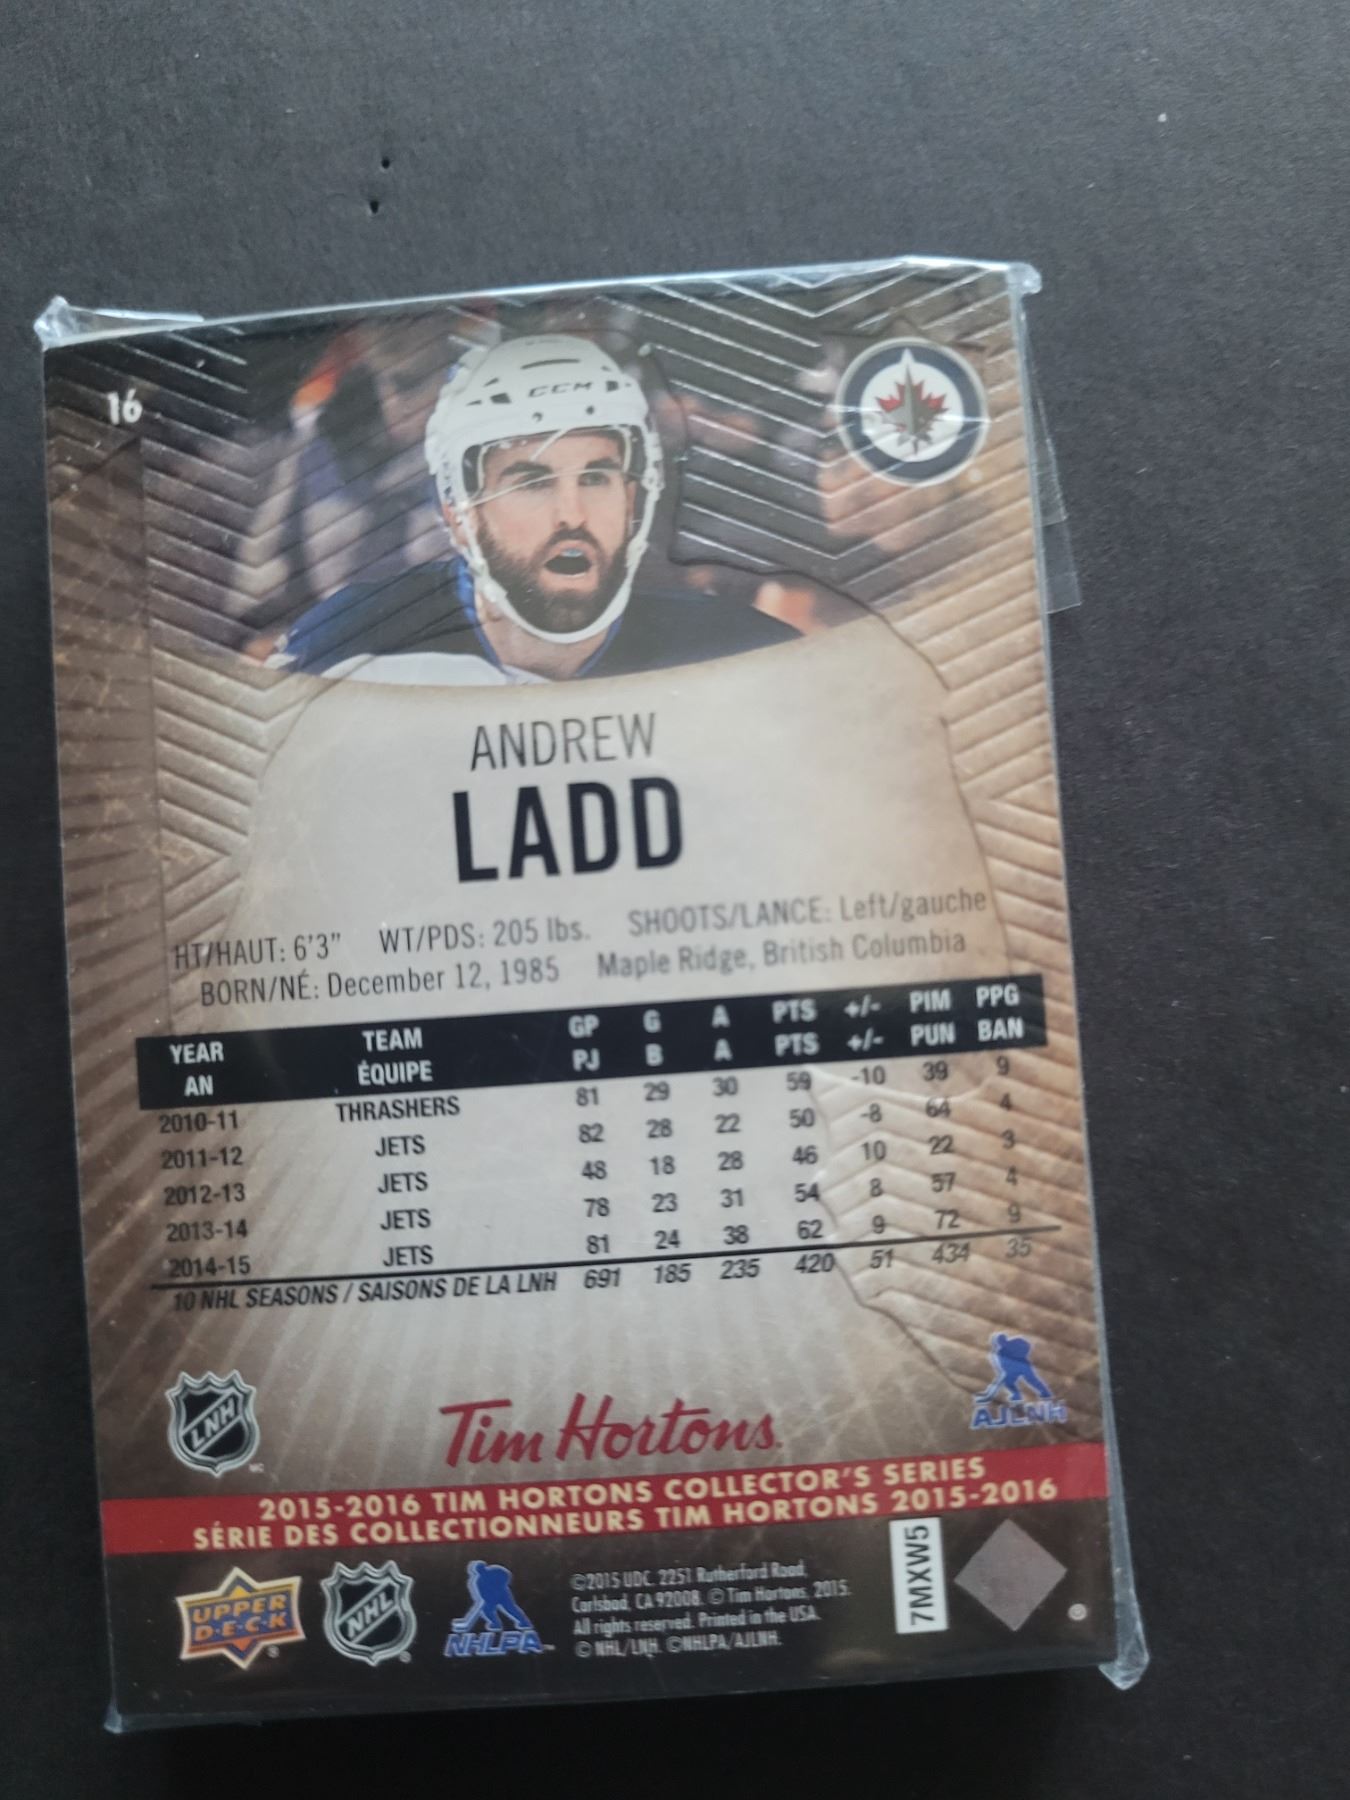 16
CCM
ANDREW
LADD
HT/HAUT: 6'3" WT/PDS: 205 lbs. SHOOTS/LANCE: Left/gauche
BORN/NÉ: December 12, 1985 Maple Ridge, British Columbia
YEAR TEAM GP G A PTS +/- PIM PPG
AN ÉQUIPE PJ B A PTS +/- PUN BAN
2010-11 THRASHERS 81 29 30 59 -10 39 9
2011-12 JETS 82 28 22 50 -8 64 4
2012-13 JETS 48 18 28 46 10 22 3
2013-14 JETS 78 23 31 54 8 57 4
2014-15 JETS 81 24 38 62 9 72 9
10 NHL SEASONS / SAISONS DE LA LNH 691 185 235 420 51 434 35
LNH
MC
Tim Hortons
AJLNH
2015-2016 TIM HORTONS COLLECTOR'S SERIES
SÉRIE DES COLLECTIONNEURS TIM HORTONS 2015-2016
UPPER
D·E·C·K
NHL
NHLPA
©2015 UDC. 2251 Rutherford Road,
Carlsbad, CA 92008. © Tim Hortons, 2015.
All rights reserved. Printed in the USA.
© NHL/LNH. ©NHLPA/AJLNH.
7MXW5